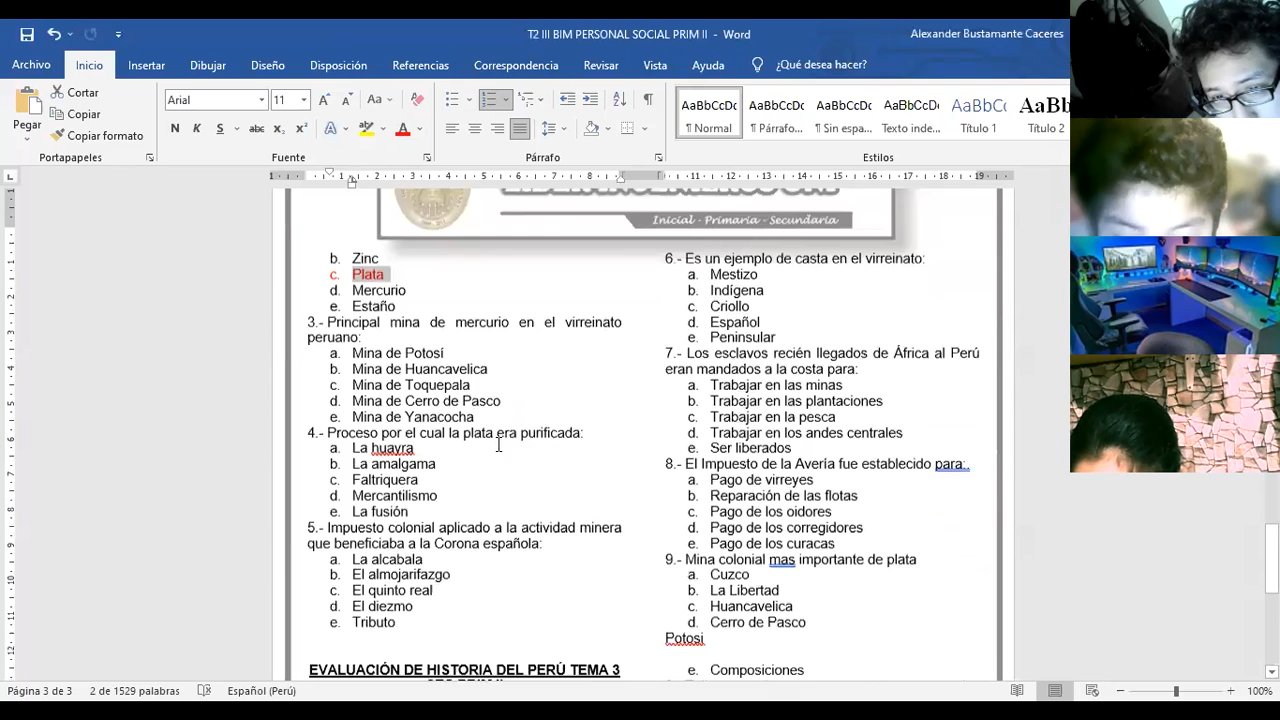 T2 III BIM PERSONAL SOCIAL PRIM II - Word
Alexander Bustamante Caceres
Archivo Inicio Insertar Dibujar Diseño Disposición Referencias Correspondencia Revisar Vista Ayuda ¿Qué desea hacer?
Pegar
Cortar
Copiar
Copiar formato
Portapapeles
Arial 11
Fuente
Párrafo
AaBbCcDc AaBbCcDc AaBbCcDc AaBbCcDc AaBbCcD AaBbCc
¶ Normal ¶ Párrafo... ¶ Sin espa... Texto inde... Título 1 Título 2
Estilos
Inicial - Primaria - Secundaria
b. Zinc
c. Plata
d. Mercurio
e. Estaño
3.- Principal mina de mercurio en el virreinato
peruano:
a. Mina de Potosí
b. Mina de Huancavelica
c. Mina de Toquepala
d. Mina de Cerro de Pasco
e. Mina de Yanacocha
4.- Proceso por el cual la plata era purificada:
a. La huayra
b. La amalgama
c. Faltriquera
d. Mercantilismo
e. La fusión
5.- Impuesto colonial aplicado a la actividad minera
que beneficiaba a la Corona española:
a. La alcabala
b. El almojarifazgo
c. El quinto real
d. El diezmo
e. Tributo
EVALUACIÓN DE HISTORIA DEL PERÚ TEMA 3
6.- Es un ejemplo de casta en el virreinato:
a. Mestizo
b. Indígena
c. Criollo
d. Español
e. Peninsular
7.- Los esclavos recién llegados de África al Perú
eran mandados a la costa para:
a. Trabajar en las minas
b. Trabajar en las plantaciones
c. Trabajar en la pesca
d. Trabajar en los andes centrales
e. Ser liberados
8.- El Impuesto de la Avería fue establecido para:.
a. Pago de virreyes
b. Reparación de las flotas
c. Pago de los oidores
d. Pago de los corregidores
e. Pago de los curacas
9.- Mina colonial mas importante de plata
a. Cuzco
b. La Libertad
c. Huancavelica
d. Cerro de Pasco
Potosi
e. Composiciones
Página 3 de 3 2 de 1529 palabras Español (Perú) 100%